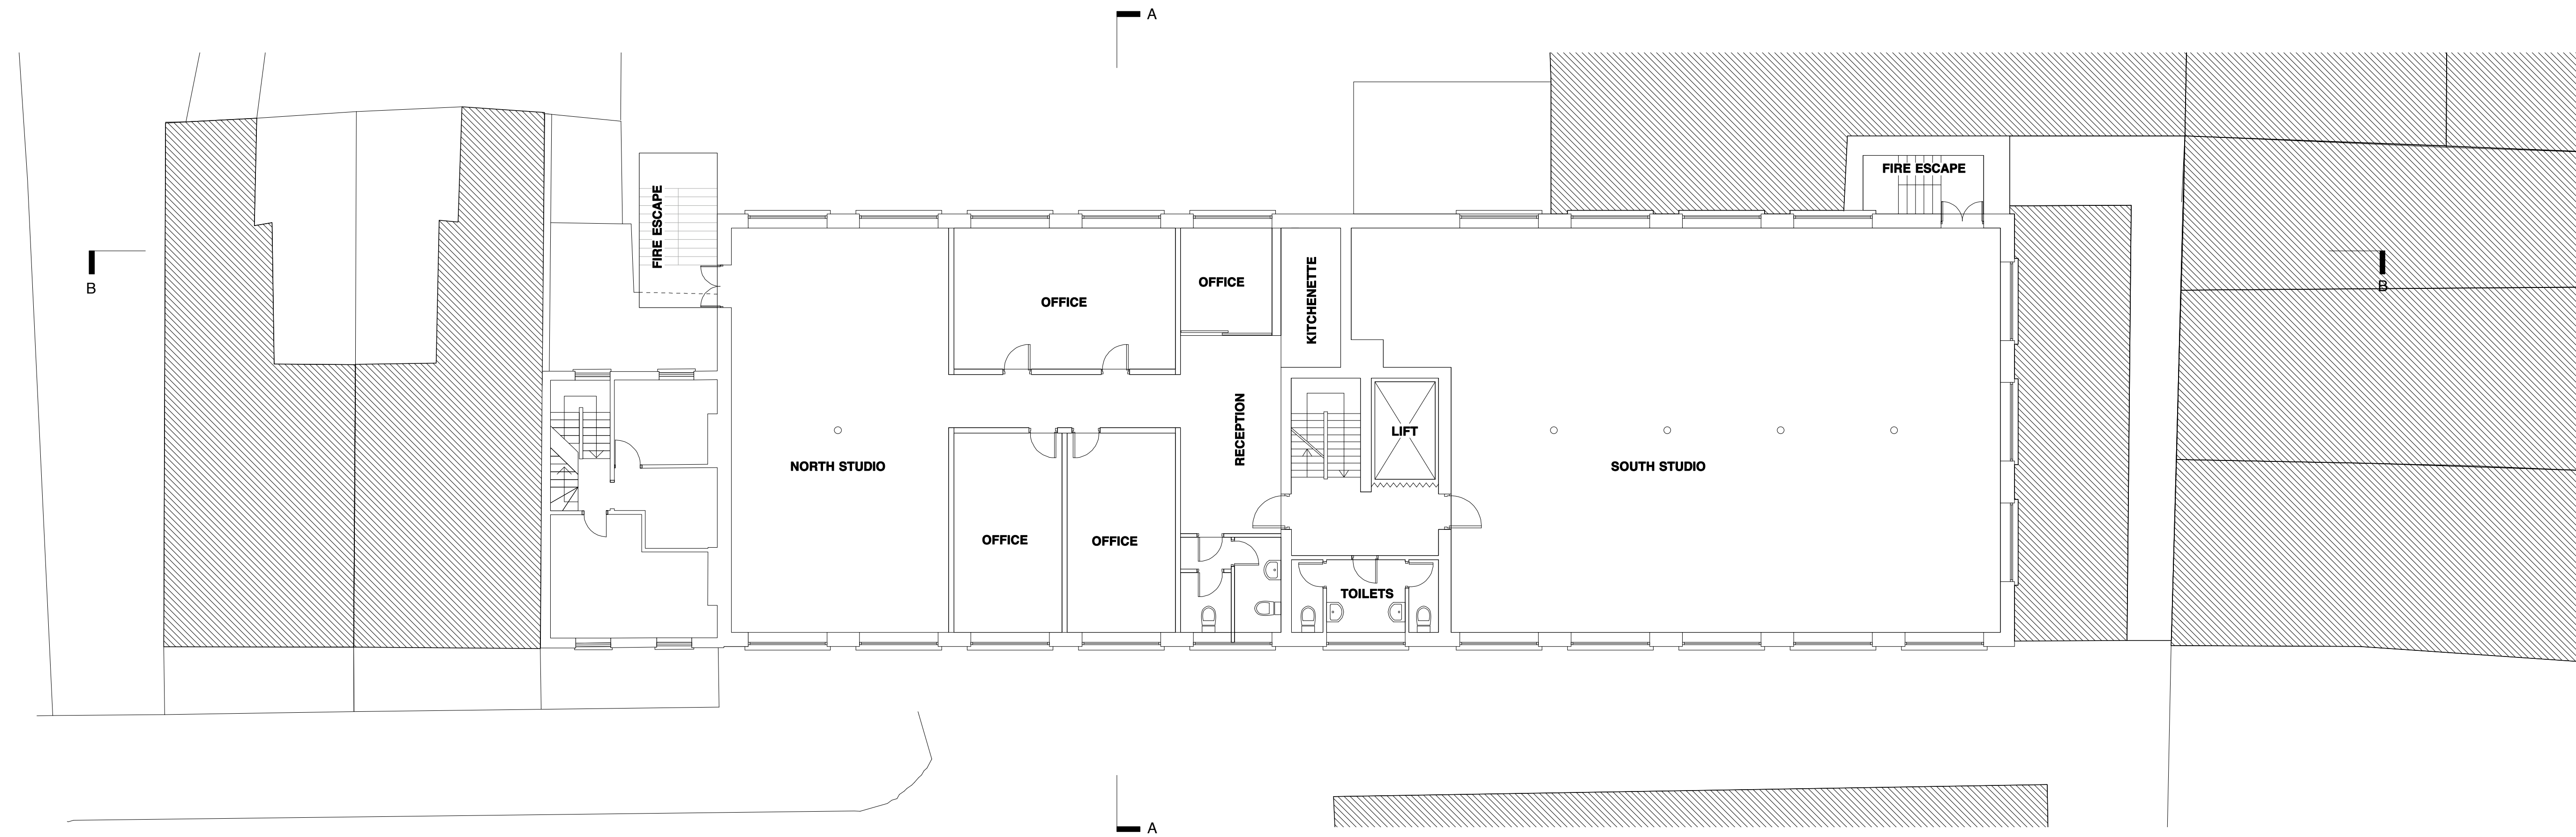 A
FIRE ESCAPE
FIRE ESCAPE
B
B
OFFICE
OFFICE
KITCHENETTE
RECEPTION
LIFT
NORTH STUDIO
SOUTH STUDIO
OFFICE
OFFICE
TOILETS
A